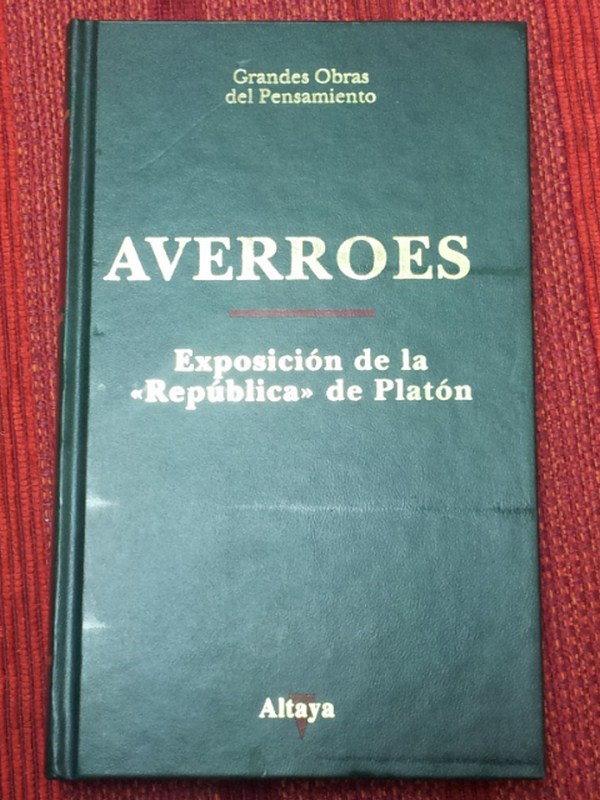 Grandes Obras
del Pensamiento
AVERROES
Exposición de la
«República» de Platón
Altaya